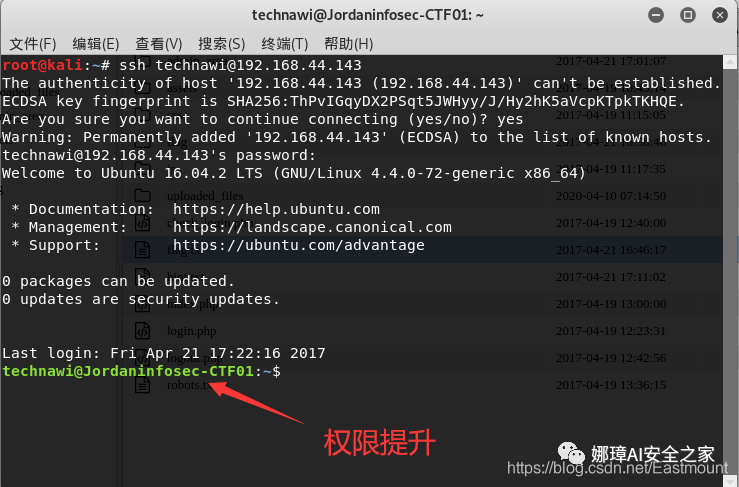 technawi@Jordaninfosec-CTF01: ~
文件(F) 编辑(E) 查看(V) 搜索(S) 终端(T) 帮助(H)
root@kali:~# ssh technawi@192.168.44.143
The authenticity of host '192.168.44.143 (192.168.44.143)' can't be established.
ECDSA key fingerprint is SHA256:ThPvIGqyDX2PSqt5JWHyy/J/Hy2hK5aVcpKTpkTKHQE.
Are you sure you want to continue connecting (yes/no)? yes
Warning: Permanently added '192.168.44.143' (ECDSA) to the list of known hosts.
technawi@192.168.44.143's password:
Welcome to Ubuntu 16.04.2 LTS (GNU/Linux 4.4.0-72-generic x86_64)
uploaded_files 2020-04-10 07:14:50
* Documentation:  https://help.ubuntu.com
* Management:     https://landscape.canonical.com
* Support:        https://ubuntu.com/advantage
2017-04-21 17:01:07
2017-04-19 11:15:05
2017-04-19 11:17:35
2017-04-19 12:40:00
2017-04-21 16:46:17
2017-04-21 17:11:02
0 packages can be updated.
0 updates are security updates.
2017-04-19 13:00:00
login.php 2017-04-19 12:23:31
Last login: Fri Apr 21 17:22:16 2017
logout.php 2017-04-19 12:42:56
technawi@Jordaninfosec-CTF01:~$
robots.t 2017-04-19 13:36:15
权限提升
娜璋AI安全之家
https://blog.csdn.net/Eastmount